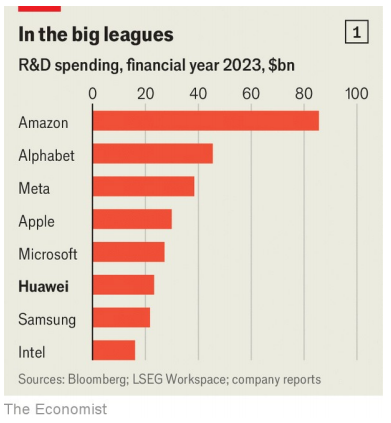 In the big leagues
1
R&D spending, financial year 2023, $bn
0 20 40 60 80 100
Amazon
Alphabet
Meta
Apple
Microsoft
Huawei
Samsung
Intel
Sources: Bloomberg; LSEG Workspace; company reports
The Economist